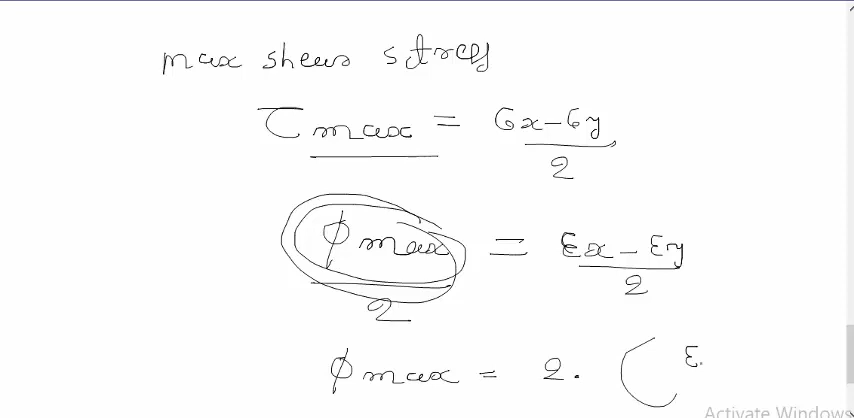 max shear stress
τmax = σx - σy / 2
ϕmax / 2 = εx - εy / 2
ϕmax = 2. ( ε.
Activate Windows